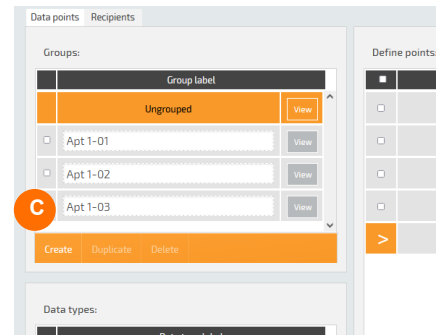 Data points Recipients
Groups:
Define points:
Group label
Ungrouped View
Apt 1-01 View
Apt 1-02 View
C Apt 1-03 View
Create Duplicate Delete
>
Data types: